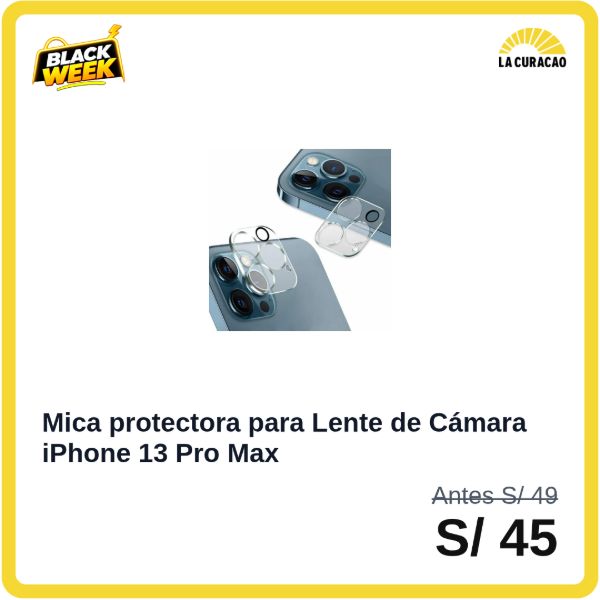 BLACK
WEEK
LA CURACAO
Mica protectora para Lente de Cámara
iPhone 13 Pro Max
Antes S/ 49
S/ 45